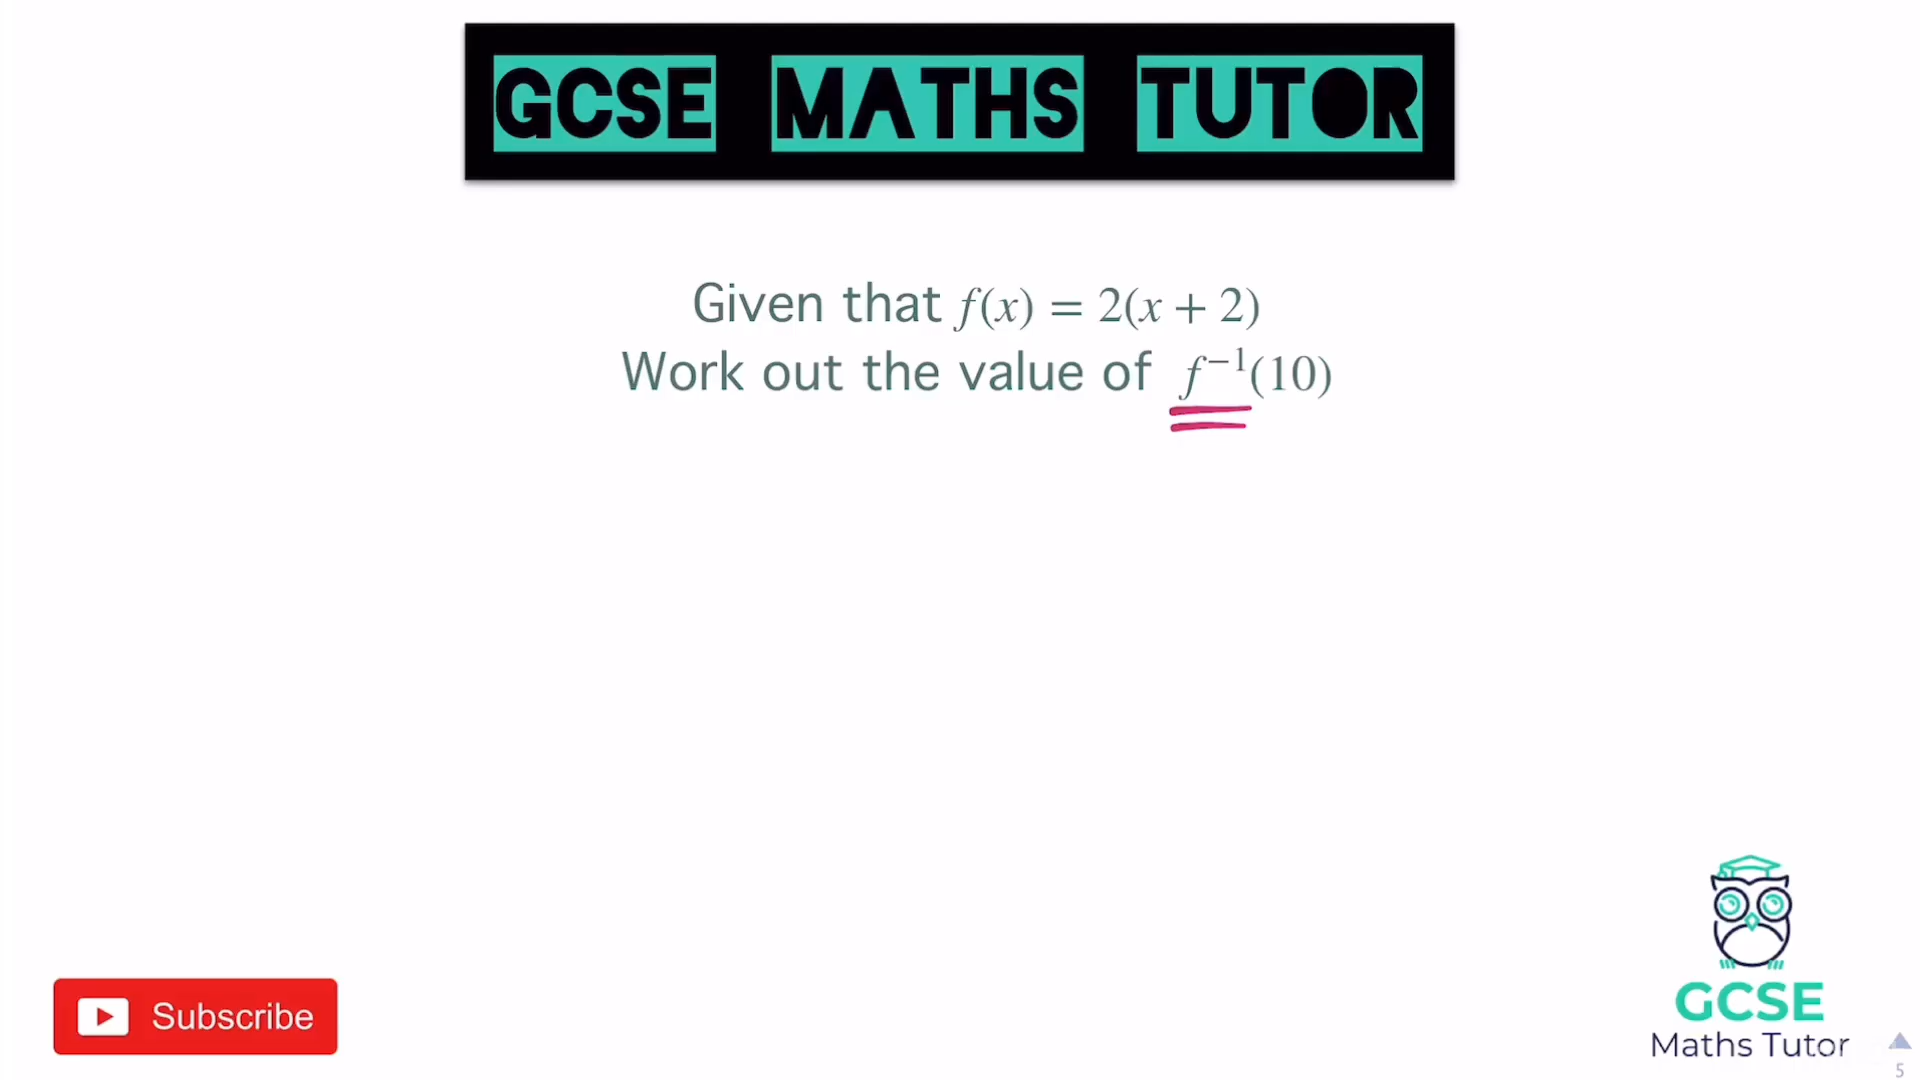 GCSE MATHS TUTOR
Given that f(x) = 2(x + 2)
Work out the value of f⁻¹(10)
Subscribe
GCSE
Maths Tutor
5